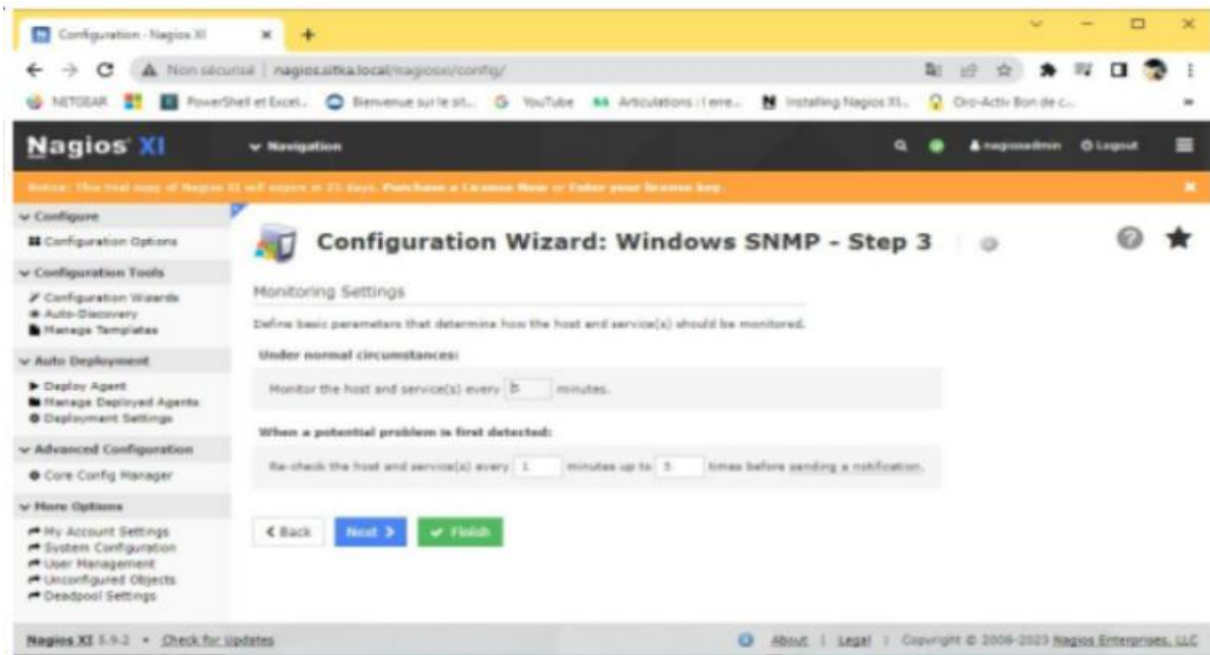 Configuration - Nagios XI
Non sécurisé | nagios.sitka.local/nagiosxi/config/
NETGEAR PowerShell et Excel... Bienvenue sur le sit... YouTube Articulations : l erre... Installing Nagios XI... Oro-Activ Bon de c...
Nagios XI Navigation nagiosadmin Logout
Notice: This trial copy of Nagios XI will expire in days. Purchase a License Now or Enter your license key.
Configure
Configuration Options
Configuration Tools
Configuration Wizards
Auto-Discovery
Manage Templates
Auto Deployment
Deploy Agent
Manage Deployed Agents
Deployment Settings
Advanced Configuration
Core Config Manager
More Options
My Account Settings
System Configuration
User Management
Unconfigured Objects
Deadpool Settings
Configuration Wizard: Windows SNMP - Step 3
Monitoring Settings
Define basic parameters that determine how the host and service(s) should be monitored.
Under normal circumstances:
Monitor the host and service(s) every 5 minutes.
When a potential problem is first detected:
Re-check the host and service(s) every 1 minutes up to 5 times before sending a notification.
Back Next Finish
Nagios XI 5.9.2 • Check for Updates About | Legal | Copyright © 2008-2023 Nagios Enterprises, LLC